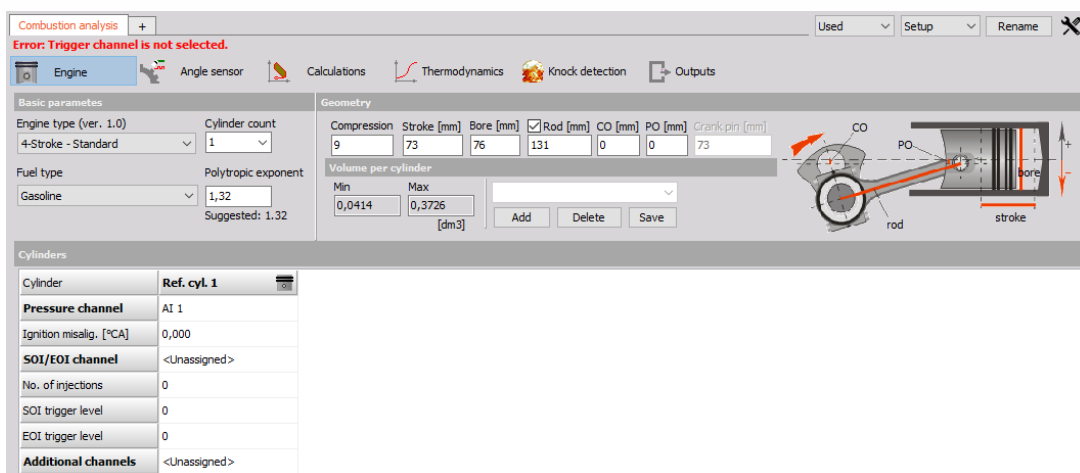 Combustion analysis +
Used Setup Rename
Error: Trigger channel is not selected.
Engine Angle sensor Calculations Thermodynamics Knock detection Outputs
Basic parametes
Geometry
Engine type (ver. 1.0) Cylinder count
4-Stroke - Standard 1
Fuel type Polytropic exponent
Gasoline 1,32
Suggested: 1.32
Compression Stroke [mm] Bore [mm] Rod [mm] CO [mm] PO [mm] Crank pin [mm]
9 73 76 131 0 0 73
Volume per cylinder
Min Max
0,0414 0,3726
[dm3]
Add Delete Save
CO
PO
+
bore
-
rod
stroke
Cylinders
Cylinder Ref. cyl. 1
Pressure channel AI 1
Ignition misalig. [°CA] 0,000
SOI/EOI channel <Unassigned>
No. of injections 0
SOI trigger level 0
EOI trigger level 0
Additional channels <Unassigned>